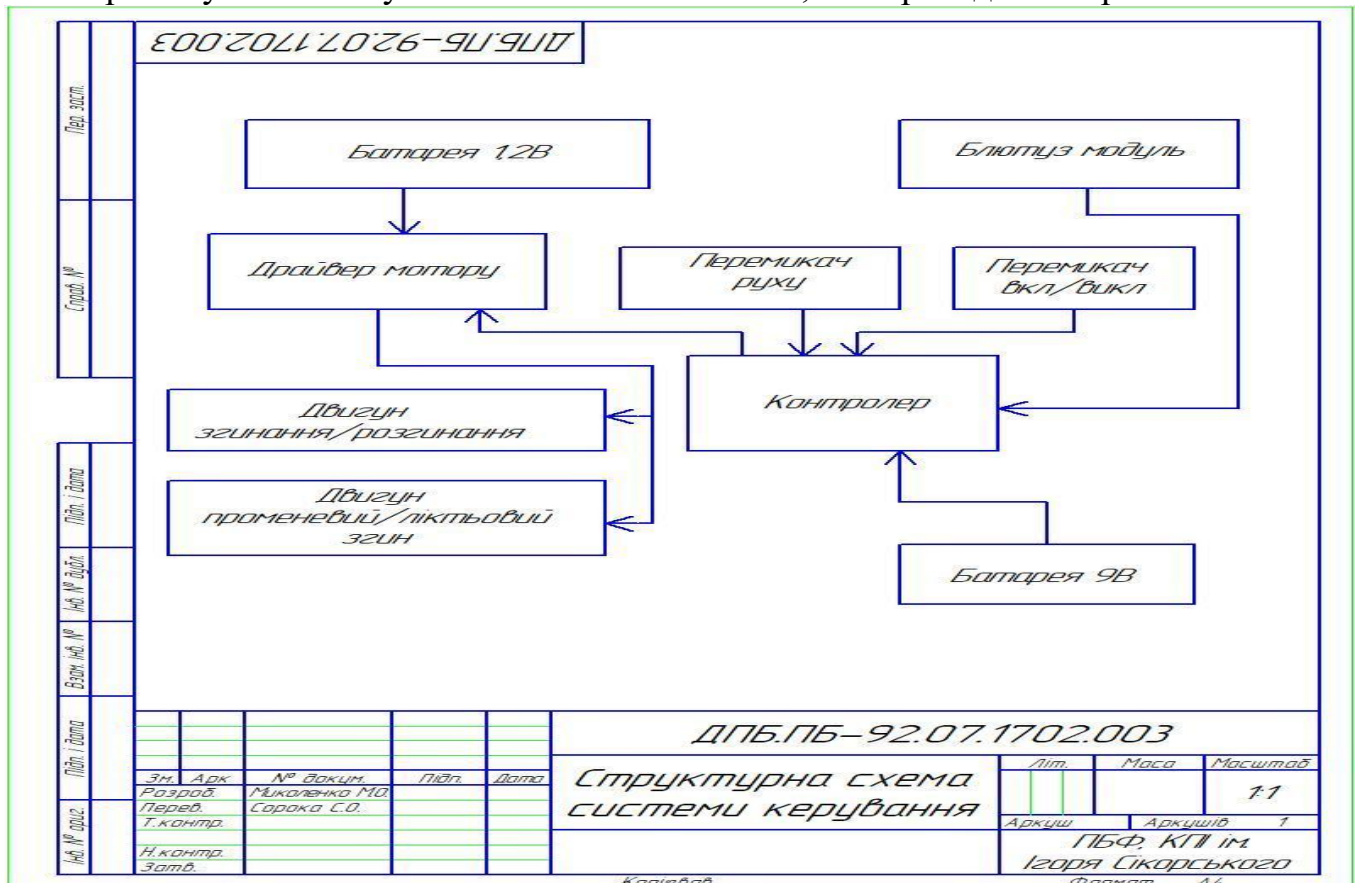 ДПБ.ПБ-92.07.1702.003
Пер. заст.
Справ. №
Підп. і дата
Інв. № дубл.
Взам. інв. №
Підп. і дата
Інв. № ориг.
Батарея 1,2В
Блютуз модуль
Драйвер мотору
Перемикач
руху
Перемикач
вкл/викл
Контролер
Двигун
згинання/розгинання
Двигун
променевий/ліктьовий
згин
Батарея 9В
ДПБ.ПБ-92.07.1702.003
Зм. Арк № докум. Підп. Дата
Розроб. Миколенко М.О.
Перев. Сорока С.О.
Т.контр.
Н.контр.
Затв.
Структурна схема
системи керування
Літ. Маса Масштаб
1:1
Аркуш Аркушів 1
ПБФ, КПІ ім.
Ігоря Сікорського